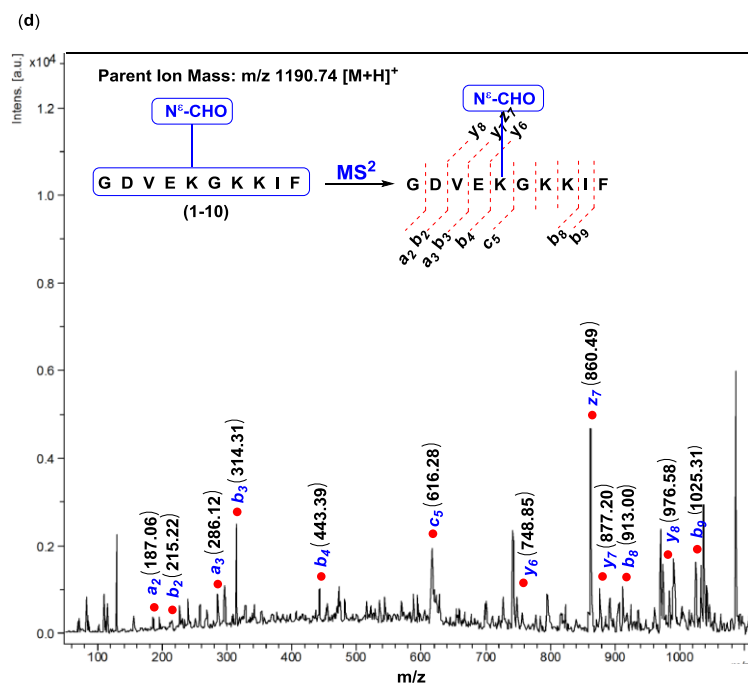 (d)
×10⁴
Intens. [a.u.]
Parent Ion Mass: m/z 1190.74 [M+H]⁺
Nᵋ-CHO
G D V E K G K K I F
(1-10)
MS²
Nᵋ-CHO
y₈ y₇ z₇ y₆
G D V E K G K K I F
a₂ b₂ a₃ b₃ b₄ c₅ b₈ b₉
1.2
1.0
0.8
0.6
0.4
0.2
0.0
a₂ (187.06)
b₂ (215.22)
a₃ (286.12)
b₃ (314.31)
b₄ (443.39)
c₅ (616.28)
y₆ (748.85)
z₇ (860.49)
y₇ (877.20)
b₈ (913.00)
y₈ (976.58)
b₉ (1025.31)
100 200 300 400 500 600 700 800 900 1000
m/z